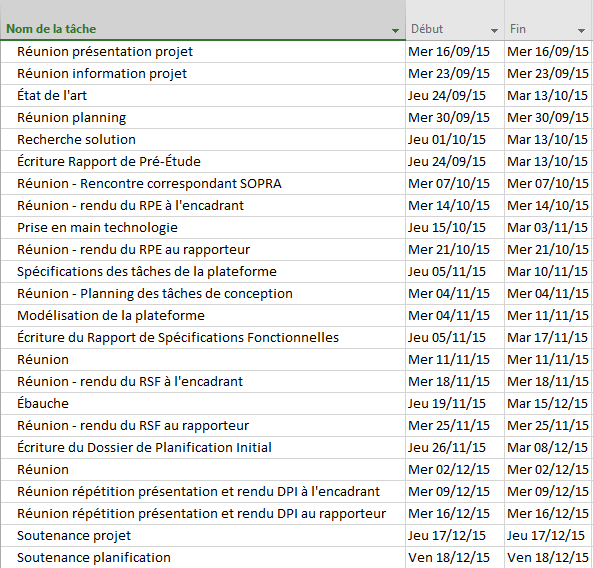 Nom de la tâche Début Fin
Réunion présentation projet Mer 16/09/15 Mer 16/09/15
Réunion information projet Mer 23/09/15 Mer 23/09/15
État de l'art Jeu 24/09/15 Mar 13/10/15
Réunion planning Mer 30/09/15 Mer 30/09/15
Recherche solution Jeu 01/10/15 Mar 13/10/15
Écriture Rapport de Pré-Étude Jeu 24/09/15 Mar 13/10/15
Réunion - Rencontre correspondant SOPRA Mer 07/10/15 Mer 07/10/15
Réunion - rendu du RPE à l'encadrant Mer 14/10/15 Mer 14/10/15
Prise en main technologie Jeu 15/10/15 Mar 03/11/15
Réunion - rendu du RPE au rapporteur Mer 21/10/15 Mer 21/10/15
Spécifications des tâches de la plateforme Jeu 05/11/15 Mar 10/11/15
Réunion - Planning des tâches de conception Mer 04/11/15 Mer 04/11/15
Modélisation de la plateforme Mer 04/11/15 Mer 11/11/15
Écriture du Rapport de Spécifications Fonctionnelles Jeu 05/11/15 Mar 17/11/15
Réunion Mer 11/11/15 Mer 11/11/15
Réunion - rendu du RSF à l'encadrant Mer 18/11/15 Mer 18/11/15
Ébauche Jeu 19/11/15 Mar 15/12/15
Réunion - rendu du RSF au rapporteur Mer 25/11/15 Mer 25/11/15
Écriture du Dossier de Planification Initial Jeu 26/11/15 Mar 08/12/15
Réunion Mer 02/12/15 Mer 02/12/15
Réunion répétition présentation et rendu DPI à l'encadrant Mer 09/12/15 Mer 09/12/15
Réunion répétition présentation et rendu DPI au rapporteur Mer 16/12/15 Mer 16/12/15
Soutenance projet Jeu 17/12/15 Jeu 17/12/15
Soutenance planification Ven 18/12/15 Ven 18/12/15